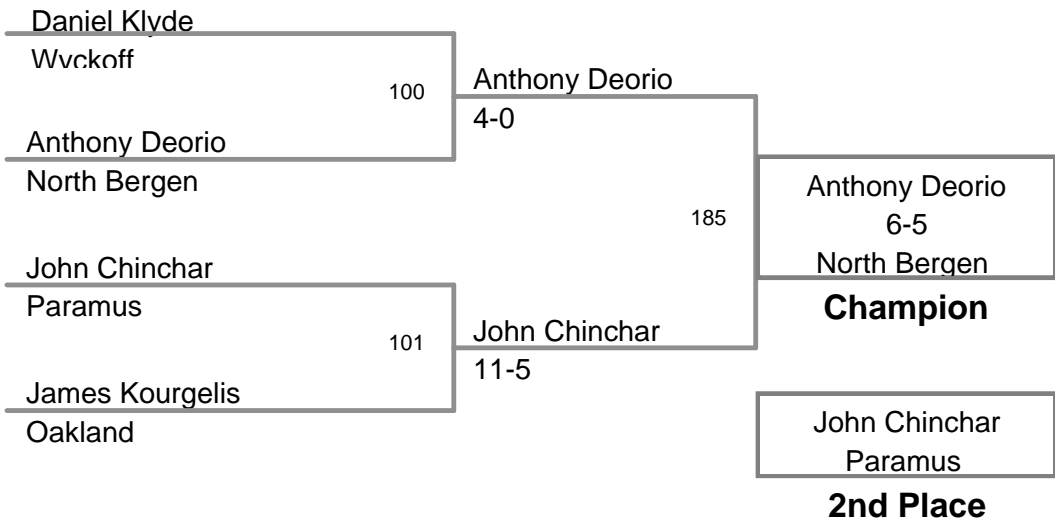 Daniel Klyde
Wyckoff
100
Anthony Deorio
4-0
Anthony Deorio
North Bergen
185
Anthony Deorio
6-5
North Bergen
Champion
John Chinchar
Paramus
101
John Chinchar
11-5
James Kourgelis
Oakland
John Chinchar
Paramus
2nd Place